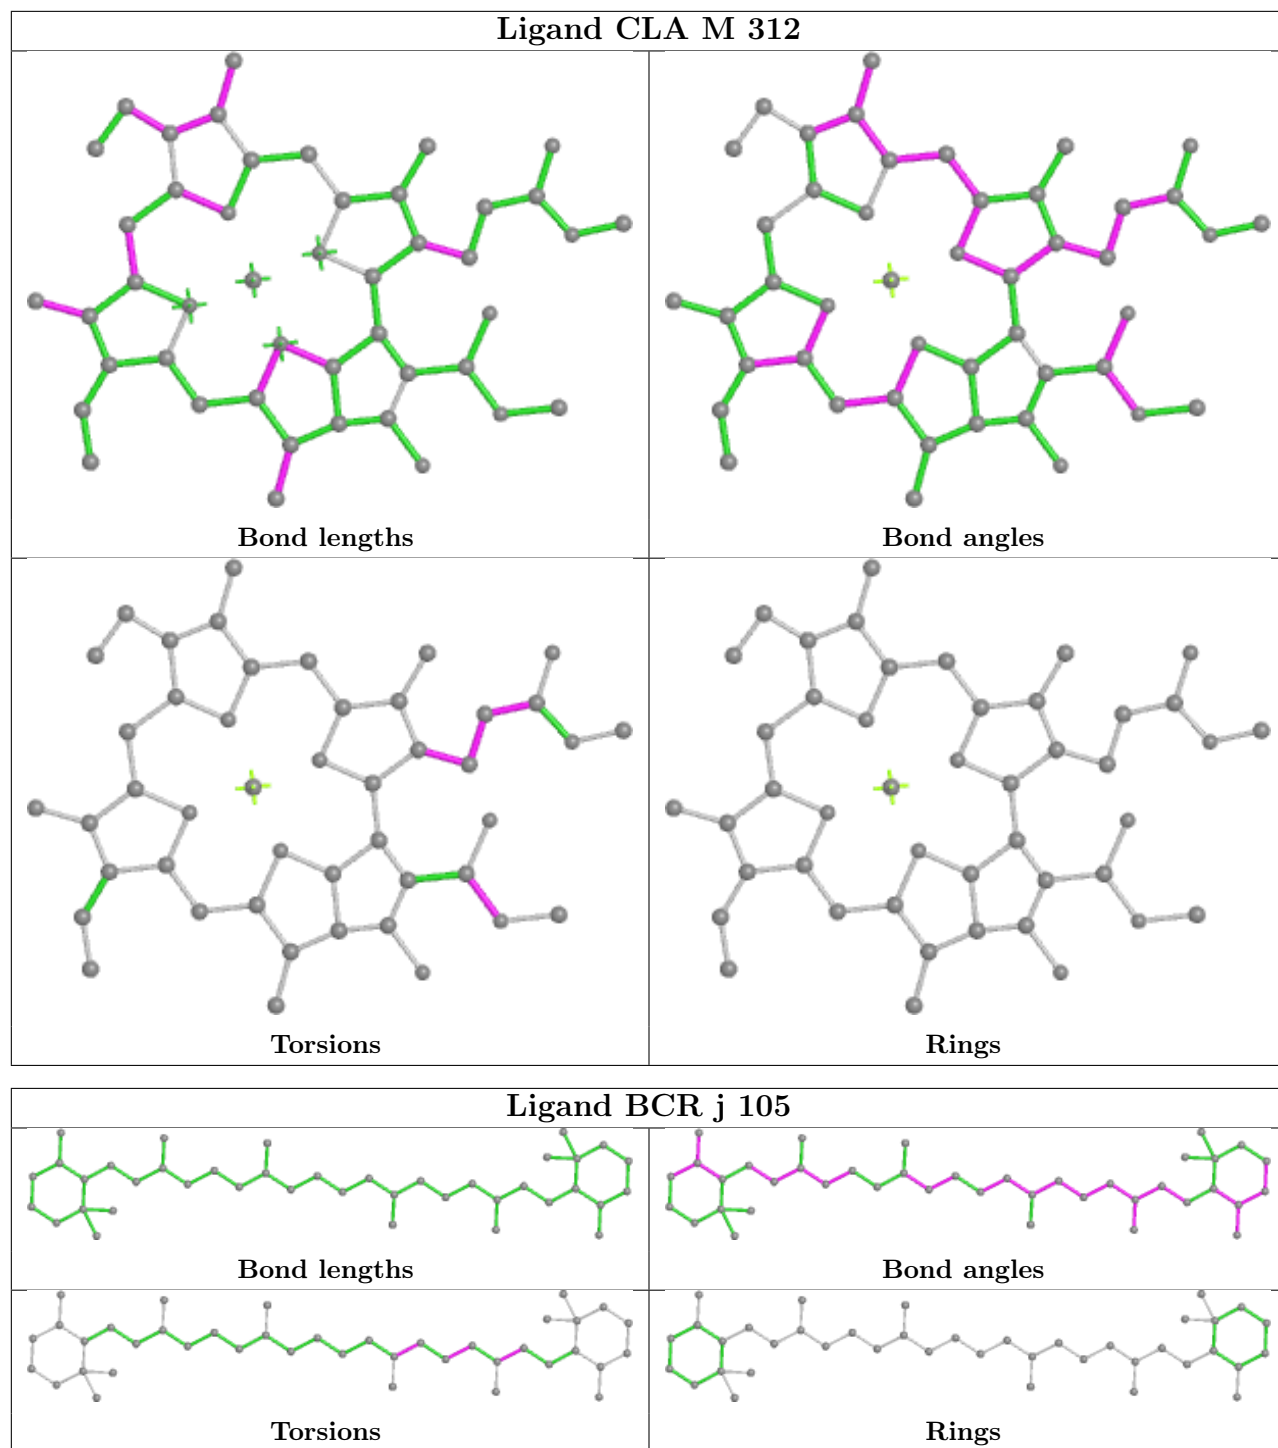 Ligand CLA M 312
Bond lengths
Bond angles
Torsions
Rings
Ligand BCR j 105
Bond lengths
Bond angles
Torsions
Rings